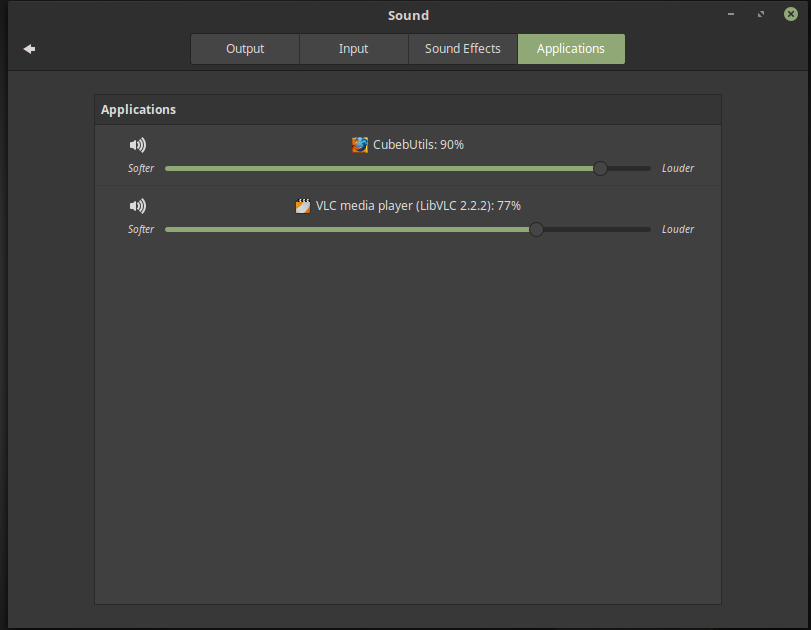 Sound
Output Input Sound Effects Applications
Applications
CubebUtils: 90%
Softer Louder
VLC media player (LibVLC 2.2.2): 77%
Softer Louder